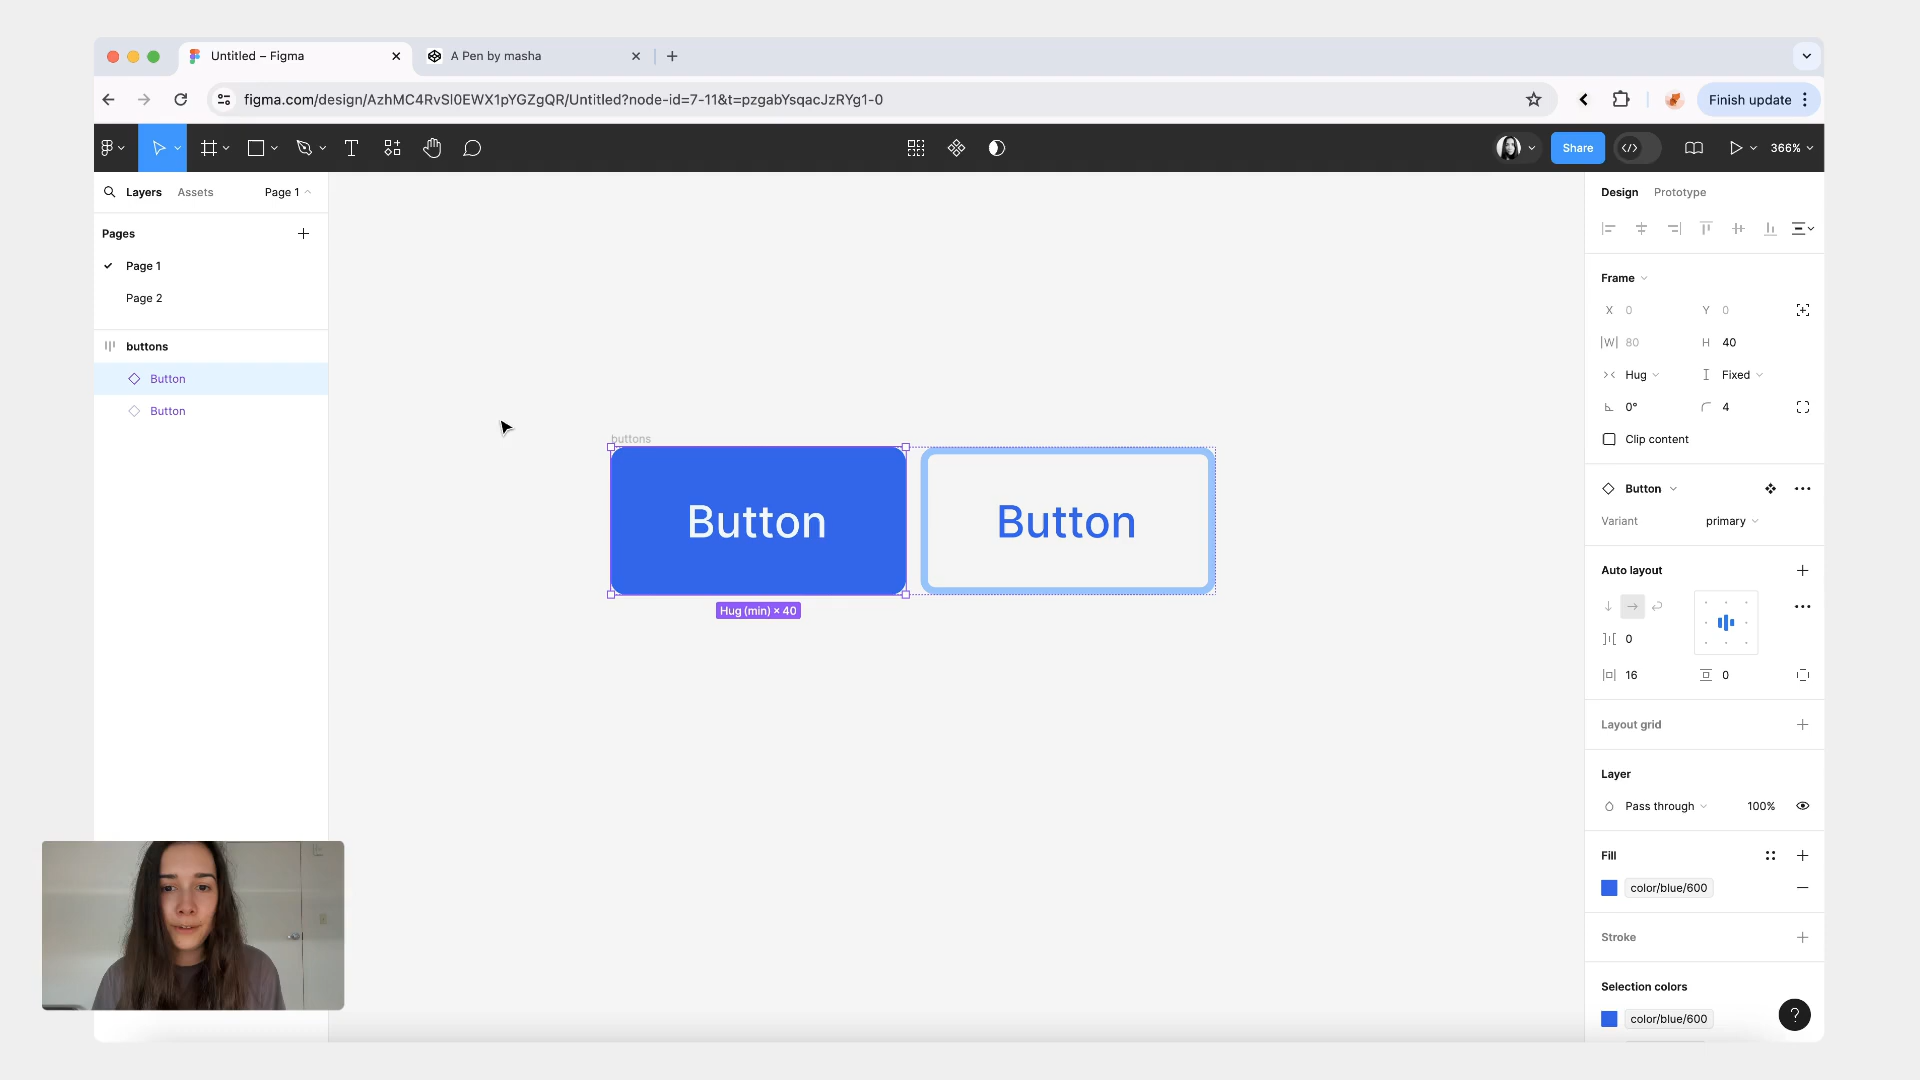 Untitled – Figma
A Pen by masha
figma.com/design/AzhMC4RvSl0EWX1pYGZgQR/Untitled?node-id=7-11&t=pzgabYsqacJzRYg1-0
Finish update
Share
366%
Layers Assets Page 1
Pages
Page 1
Page 2
buttons
Button
Button
buttons
Button
Button
Hug (min) × 40
Design Prototype
Frame
X 0 Y 0
W 80 H 40
Hug Fixed
0° 4
Clip content
Button
Variant primary
Auto layout
0
16 0
Layout grid
Layer
Pass through 100%
Fill
color/blue/600
Stroke
Selection colors
color/blue/600
?